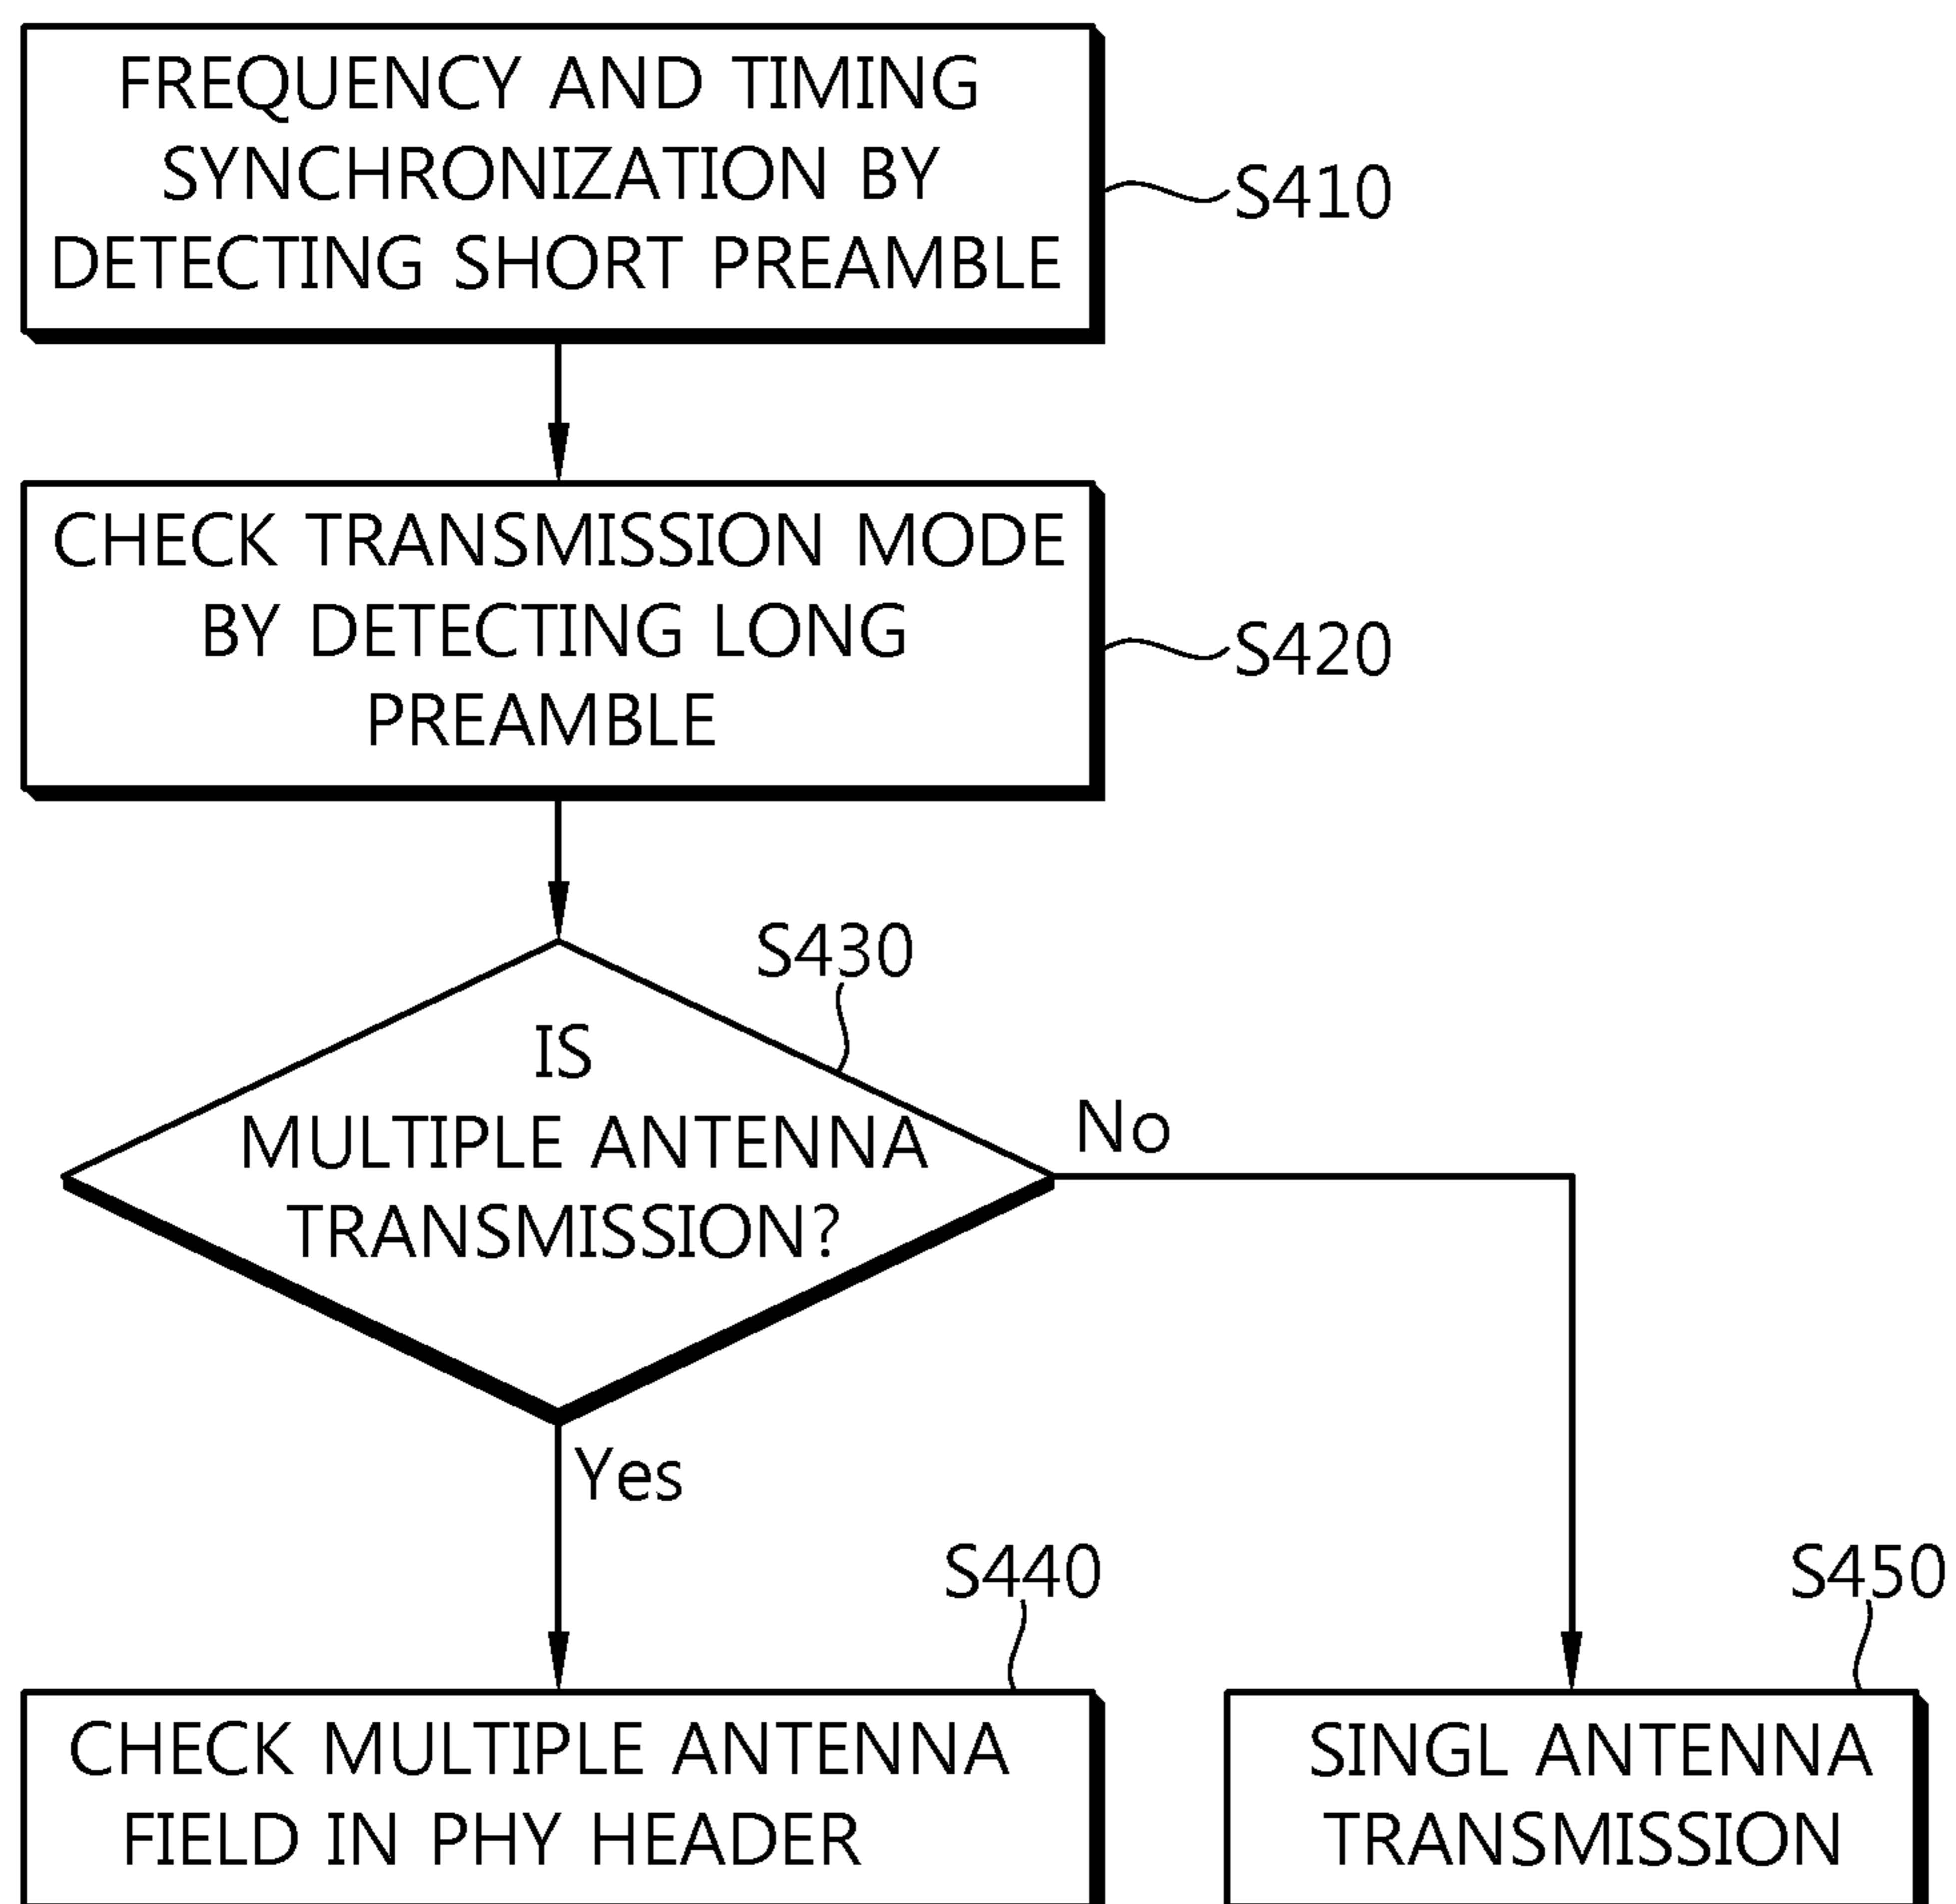 FREQUENCY AND TIMING
SYNCHRONIZATION BY
DETECTING SHORT PREAMBLE
S410
CHECK TRANSMISSION MODE
BY DETECTING LONG
PREAMBLE
S420
S430
IS
MULTIPLE ANTENNA
TRANSMISSION?
No
Yes
S440
CHECK MULTIPLE ANTENNA
FIELD IN PHY HEADER
S450
SINGL ANTENNA
TRANSMISSION